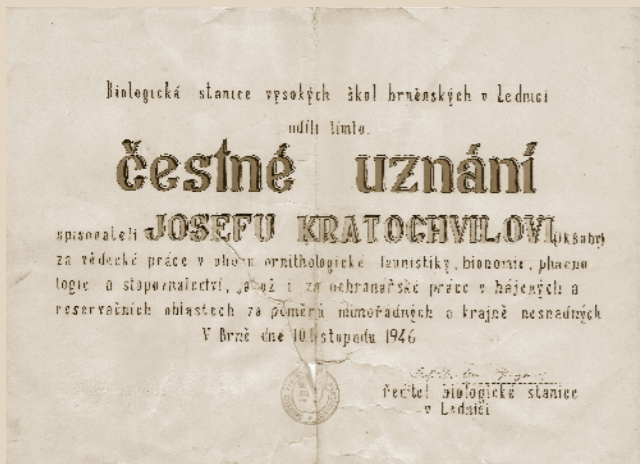 Biologická stanice vysokých škol brněnských v Lednici
udílí tímto
čestné uznání
spisovateli JOSEFU KRATOCHVILOVI
za vědecké práce v oboru ornithologické faunistiky, bionomie, phaeno
logie a stopoznalectví, jakož i za ochranářské práce v hájených a
reservačních oblastech za poměrů mimořádných a krajně nesnadných
V Brně dne 10. listopadu 1946
ředitel biologické stanice
v Lednici